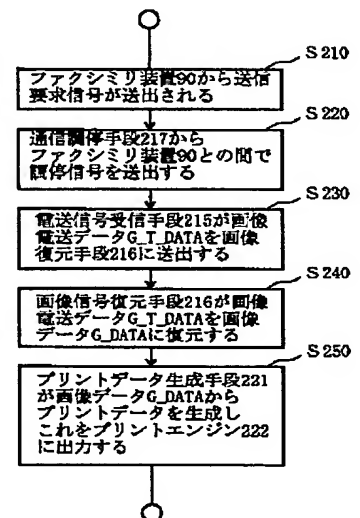 S210
ファクシミリ装置90から送信
要求信号が送出される
S220
通信調停手段217から
ファクシミリ装置90との間で
調停信号を送出する
S230
電送信号受信手段215が画像
電送データG_T_DATAを画像
復元手段216に送出する
S240
画像信号復元手段216が画像
電送データG_T_DATAを画像
データG_DATAに復元する
S250
プリントデータ生成手段221
が画像データG_DATAから
プリントデータを生成し
これをプリントエンジン222
に出力する